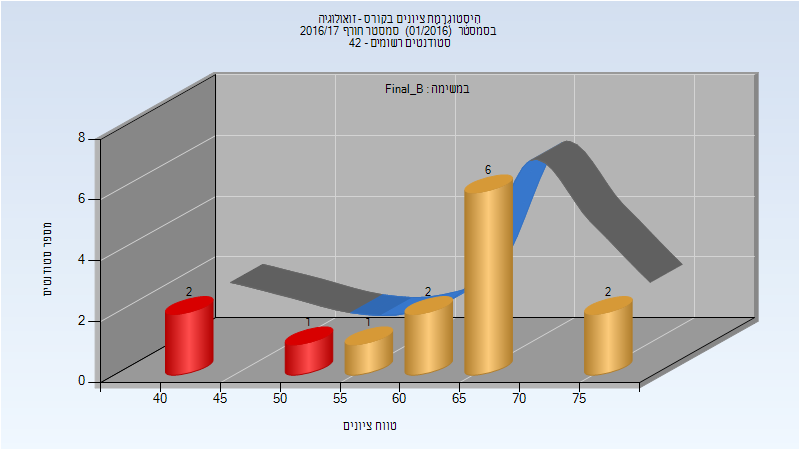 היסטוגרמת ציונים בקורס - זואולוגיה
בסמסטר (01/2016) סמסטר חורף 2016/17
סטודנטים רשומים - 42
במשימה : Final_B
מספר סטודנטים
8
6
4
2
0
2
1
1
2
6
2
40 45 50 55 60 65 70 75
טווח ציונים